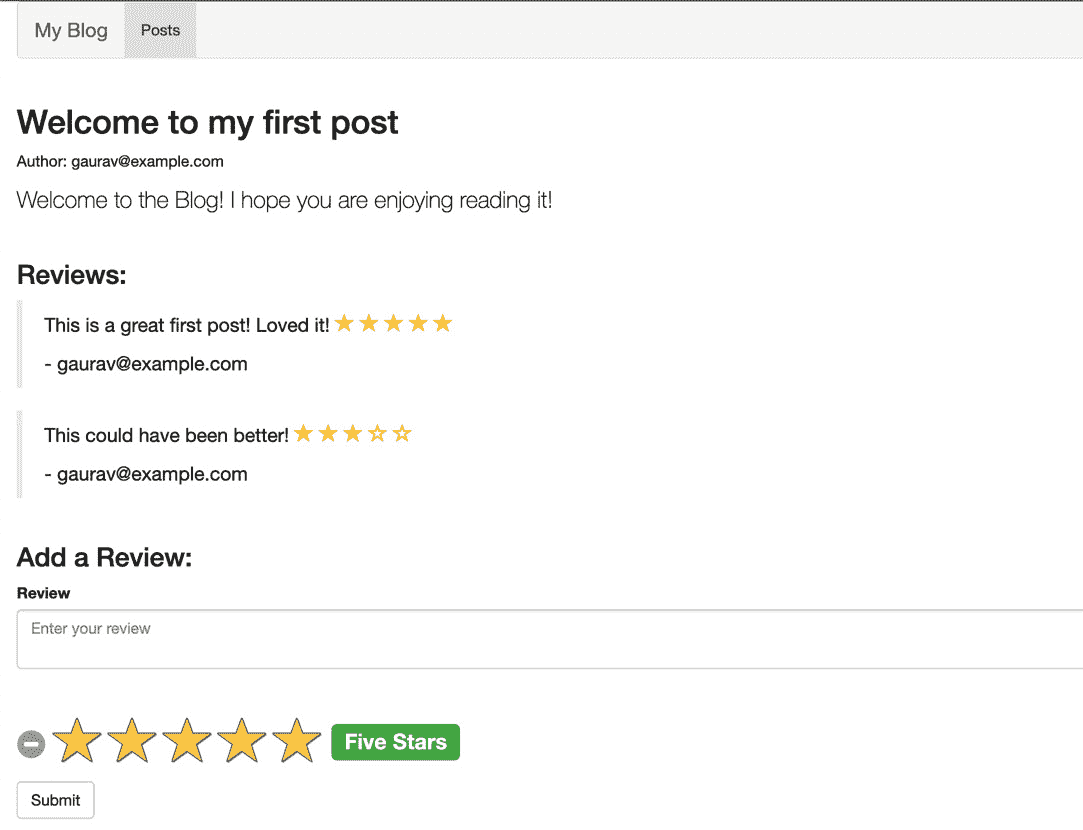 My Blog Posts
Welcome to my first post
Author: gaurav@example.com
Welcome to the Blog! I hope you are enjoying reading it!
Reviews:
This is a great first post! Loved it!
- gaurav@example.com
This could have been better!
- gaurav@example.com
Add a Review:
Review
Enter your review
Five Stars
Submit